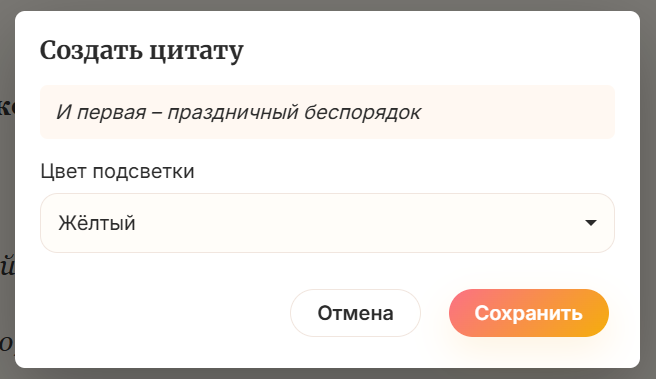 Создать цитату
И первая – праздничный беспорядок
Цвет подсветки
Жёлтый
Отмена
Сохранить